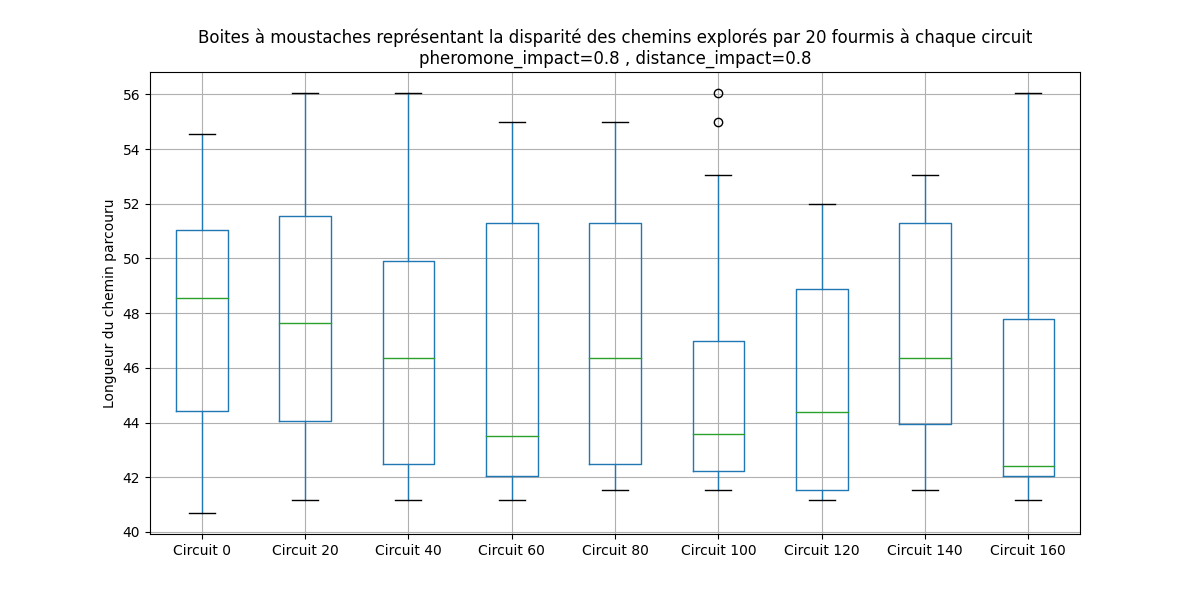 Boites à moustaches représentant la disparité des chemins explorés par 20 fourmis à chaque circuit
pheromone_impact=0.8 , distance_impact=0.8
Longueur du chemin parcouru
56
54
52
50
48
46
44
42
40
Circuit 0 Circuit 20 Circuit 40 Circuit 60 Circuit 80 Circuit 100 Circuit 120 Circuit 140 Circuit 160